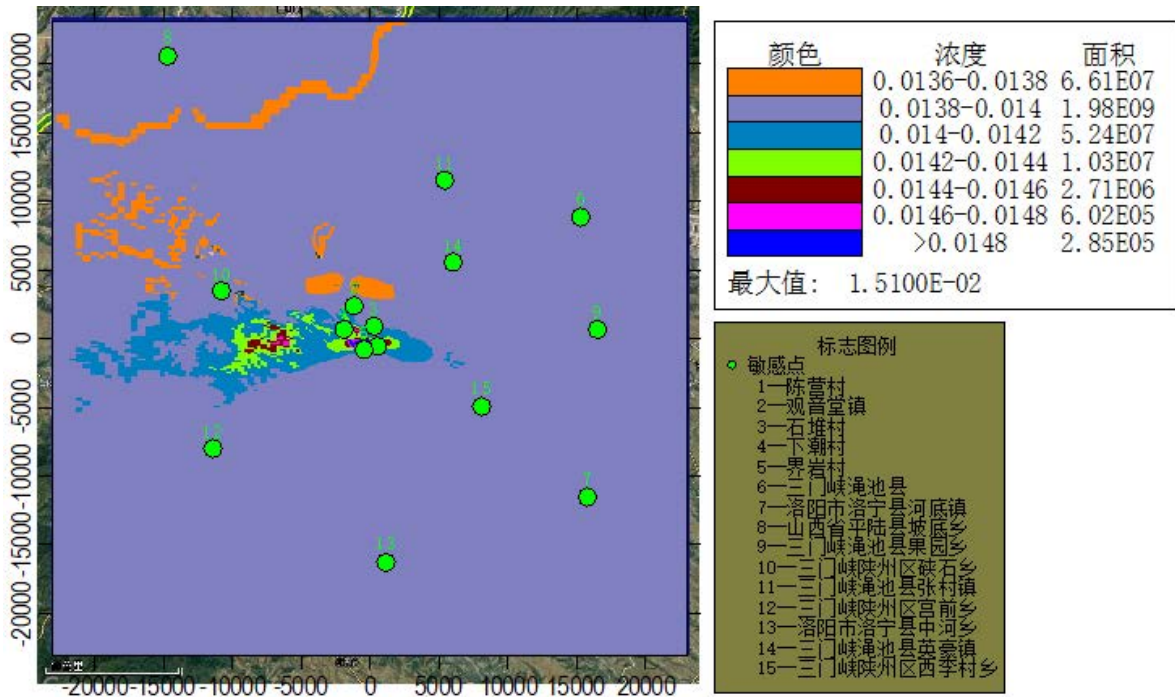 颜色 浓度 面积
0.0136-0.0138 6.61E07
0.0138-0.014 1.98E09
0.014-0.0142 5.24E07
0.0142-0.0144 1.03E07
0.0144-0.0146 2.71E06
0.0146-0.0148 6.02E05
>0.0148 2.85E05
最大值: 1.5100E-02
标志图例
敏感点
1—陈营村
2—观音堂镇
3—石堆村
4—下潮村
5—界岩村
6—三门峡渑池县
7—洛阳市洛宁县河底镇
8—山西省平陆县坡底乡
9—三门峡渑池县果园乡
10—三门峡陕州区硖石乡
11—三门峡渑池县张村镇
12—三门峡陕州区宫前乡
13—洛阳市洛宁县中河乡
14—三门峡渑池县英豪镇
15—三门峡陕州区西李村乡
20000
15000
10000
5000
0
-5000
-10000
-15000
-20000
8
11
6
14
10
9
15
12
7
13
-20000 -15000 -10000 -5000 0 5000 10000 15000 20000